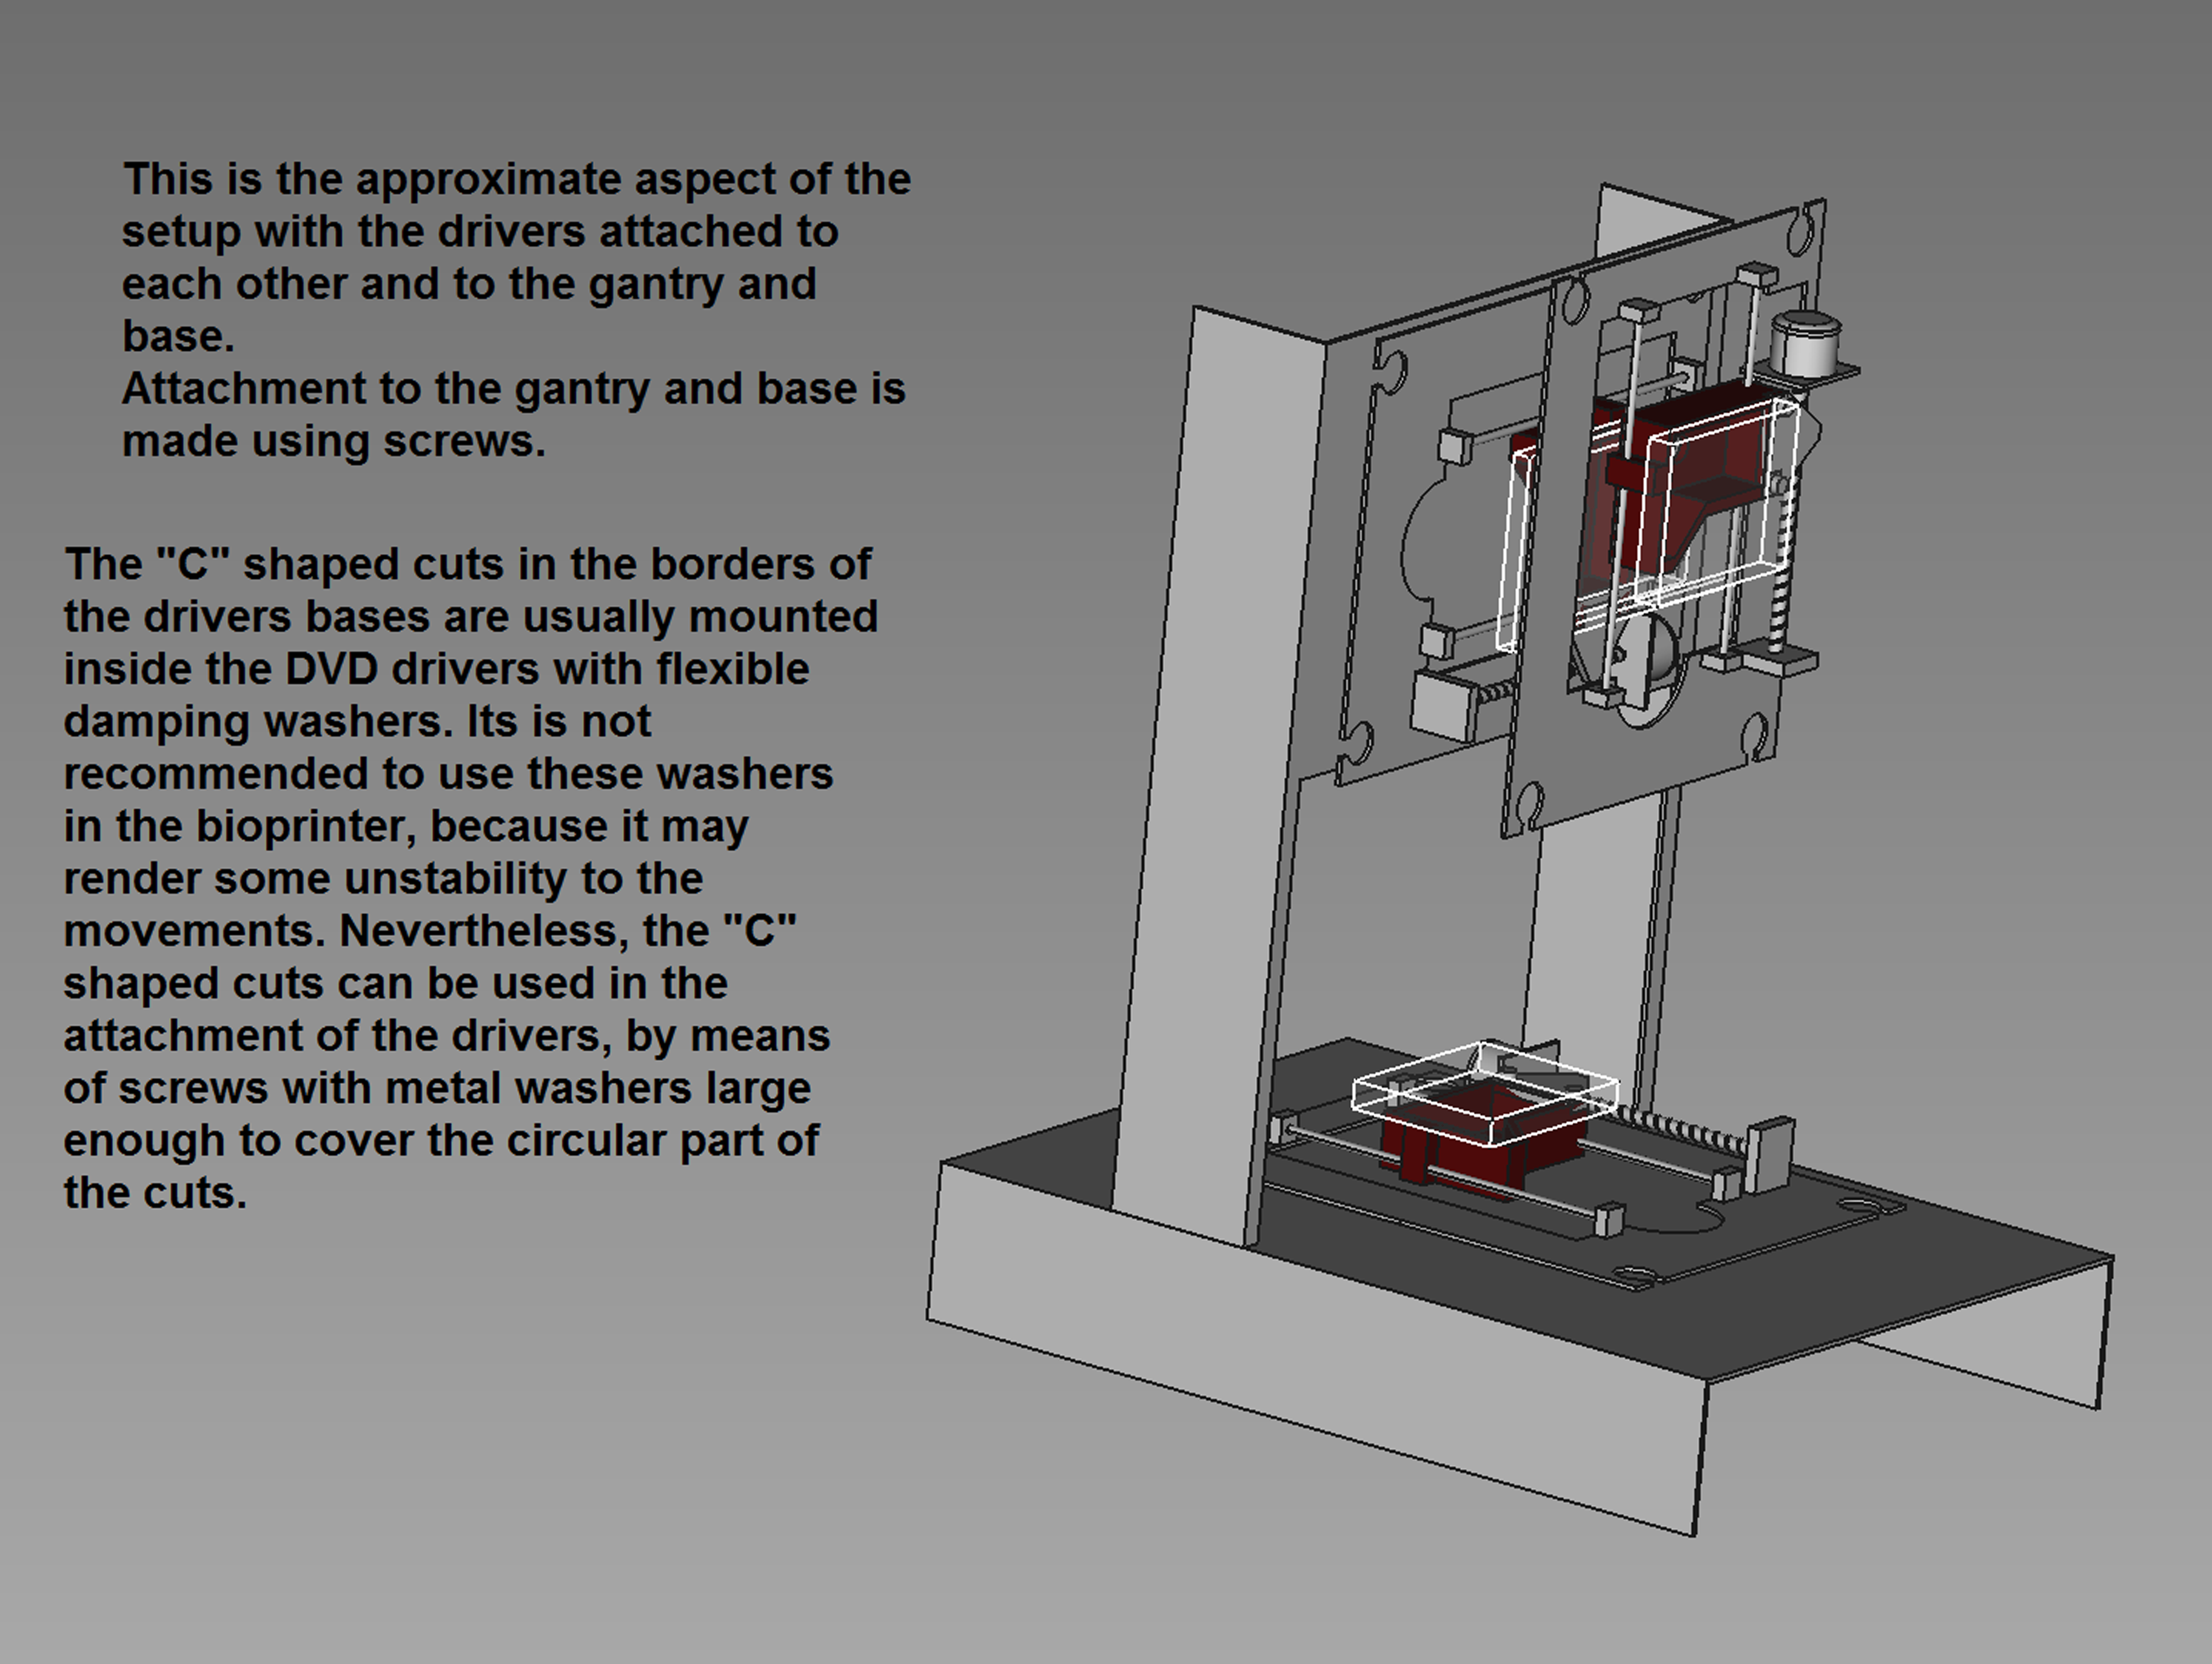 This is the approximate aspect of the
setup with the drivers attached to
each other and to the gantry and
base.
Attachment to the gantry and base is
made using screws.
The "C" shaped cuts in the borders of
the drivers bases are usually mounted
inside the DVD drivers with flexible
damping washers. Its is not
recommended to use these washers
in the bioprinter, because it may
render some unstability to the
movements. Nevertheless, the "C"
shaped cuts can be used in the
attachment of the drivers, by means
of screws with metal washers large
enough to cover the circular part of
the cuts.